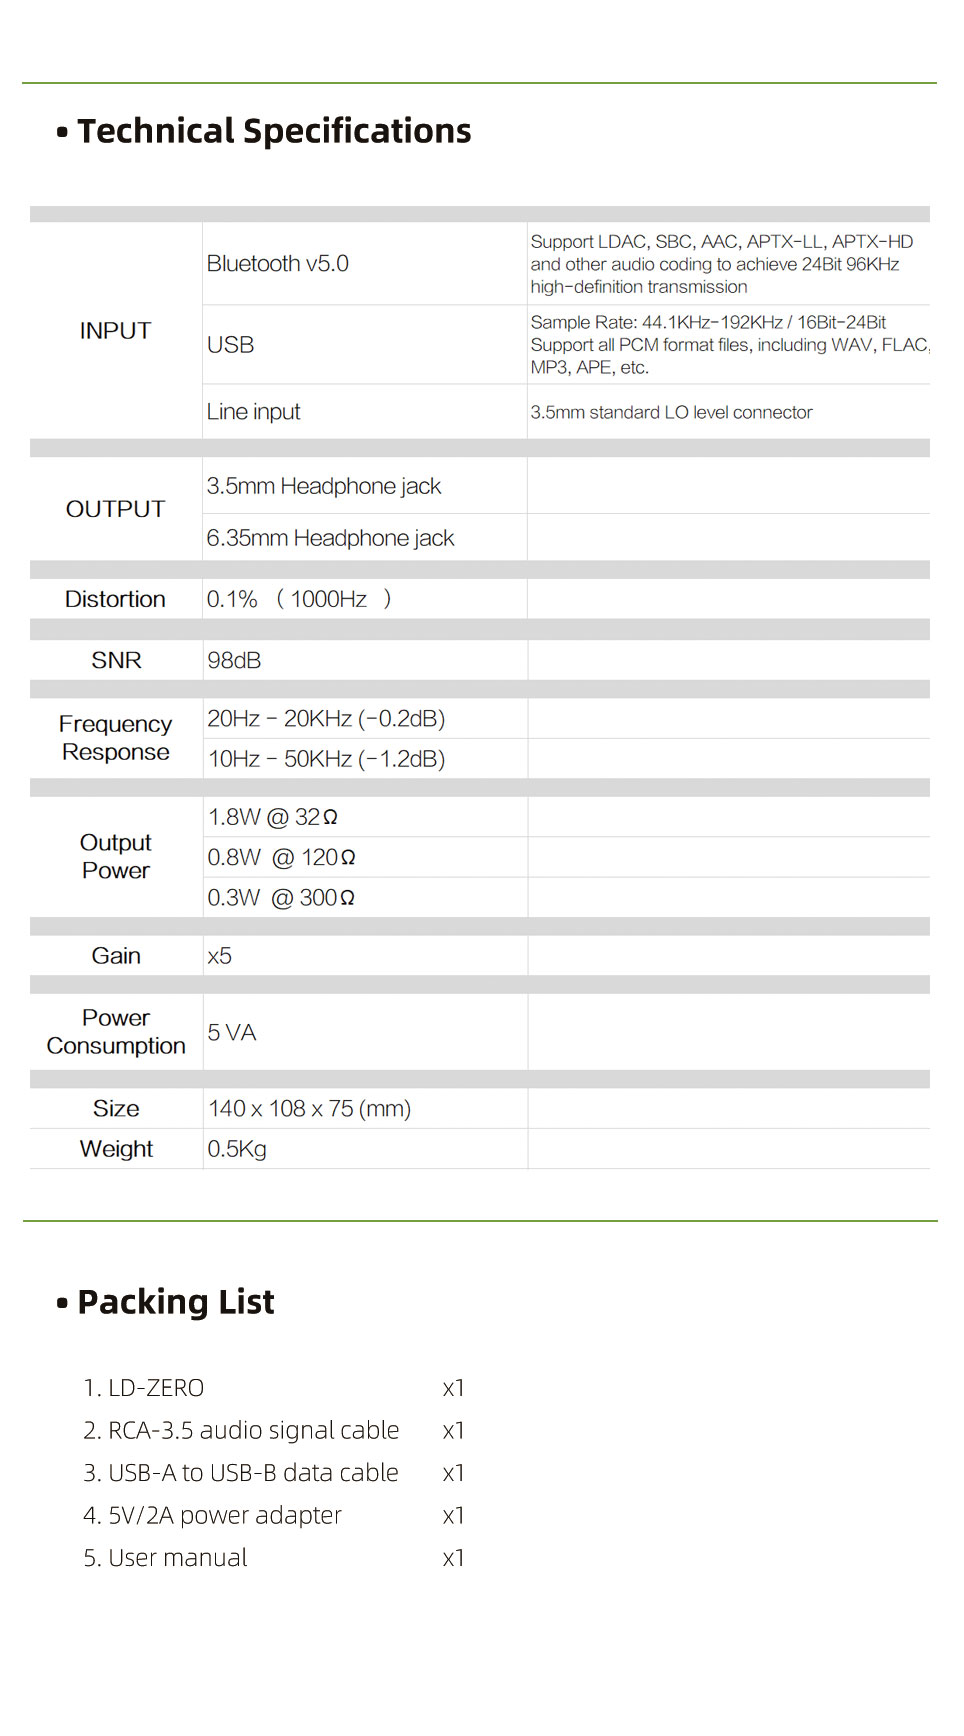 • Technical Specifications
INPUT
Bluetooth v5.0
Support LDAC, SBC, AAC, APTX-LL, APTX-HD
and other audio coding to achieve 24Bit 96KHz
high-definition transmission
USB
Sample Rate: 44.1KHz-192KHz / 16Bit-24Bit
Support all PCM format files, including WAV, FLAC,
MP3, APE, etc.
Line input
3.5mm standard LO level connector
OUTPUT
3.5mm Headphone jack
6.35mm Headphone jack
Distortion
0.1% ( 1000Hz )
SNR
98dB
Frequency
Response
20Hz - 20KHz (-0.2dB)
10Hz - 50KHz (-1.2dB)
Output
Power
1.8W @ 32Ω
0.8W @ 120Ω
0.3W @ 300Ω
Gain
x5
Power
Consumption
5 VA
Size
140 x 108 x 75 (mm)
Weight
0.5Kg
• Packing List
1. LD-ZERO x1
2. RCA-3.5 audio signal cable x1
3. USB-A to USB-B data cable x1
4. 5V/2A power adapter x1
5. User manual x1